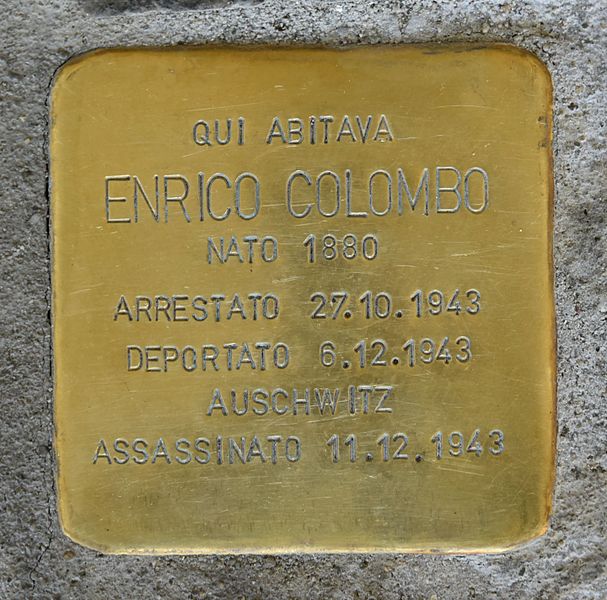 QUI ABITAVA
ENRICO COLOMBO
NATO 1880
ARRESTATO 27.10.1943
DEPORTATO 6.12.1943
AUSCHWITZ
ASSASSINATO 11.12.1943